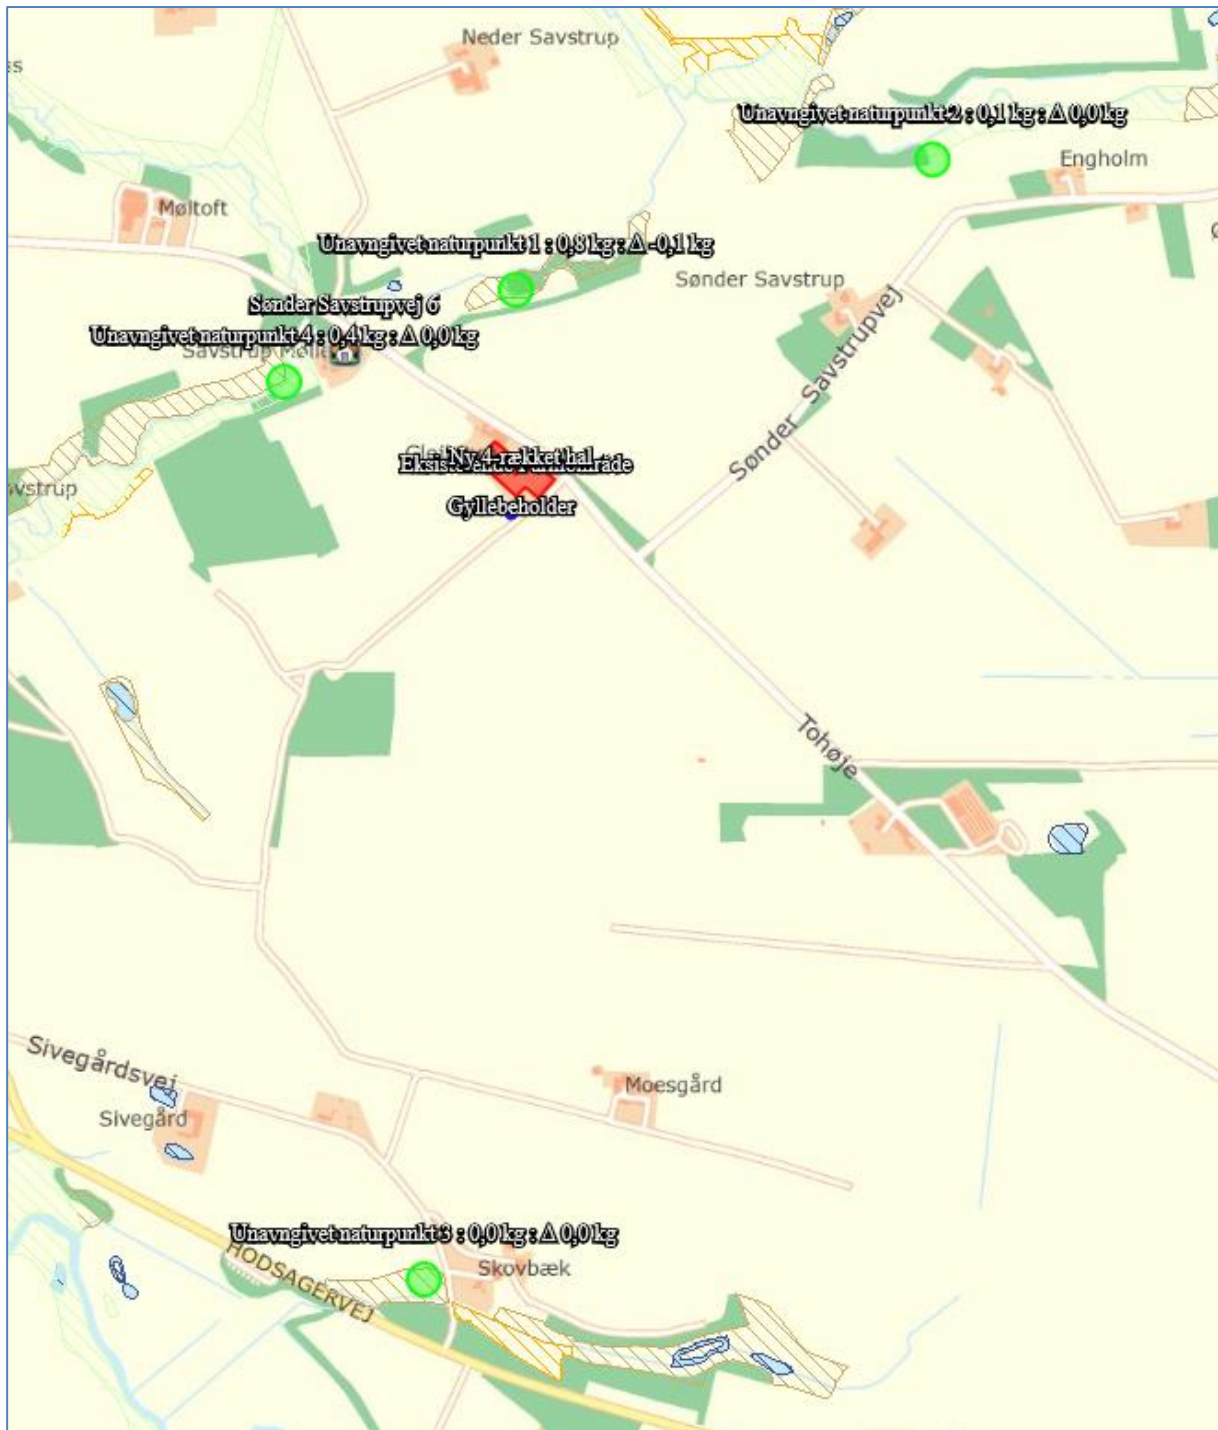 Neder Savstrup
Unavngivet naturpunkt 2 : 0,1 kg : Δ 0,0 kg
Engholm
Møltoft
Unavngivet naturpunkt 1 : 0,8 kg : Δ -0,1 kg
Sønder Savstrup
Sønder Savstrupvej 6
Unavngivet naturpunkt 4 : 0,4 kg : Δ 0,0 kg
Savstrup Mølle
Sønder Savstrupvej
Ny 4-rækket hal
Gyllebeholder
Tohøje
Sivegårdsvej
Moesgård
Sivegård
Unavngivet naturpunkt 3 : 0,0 kg : Δ 0,0 kg
HODSAGERVEJ
Skovbæk